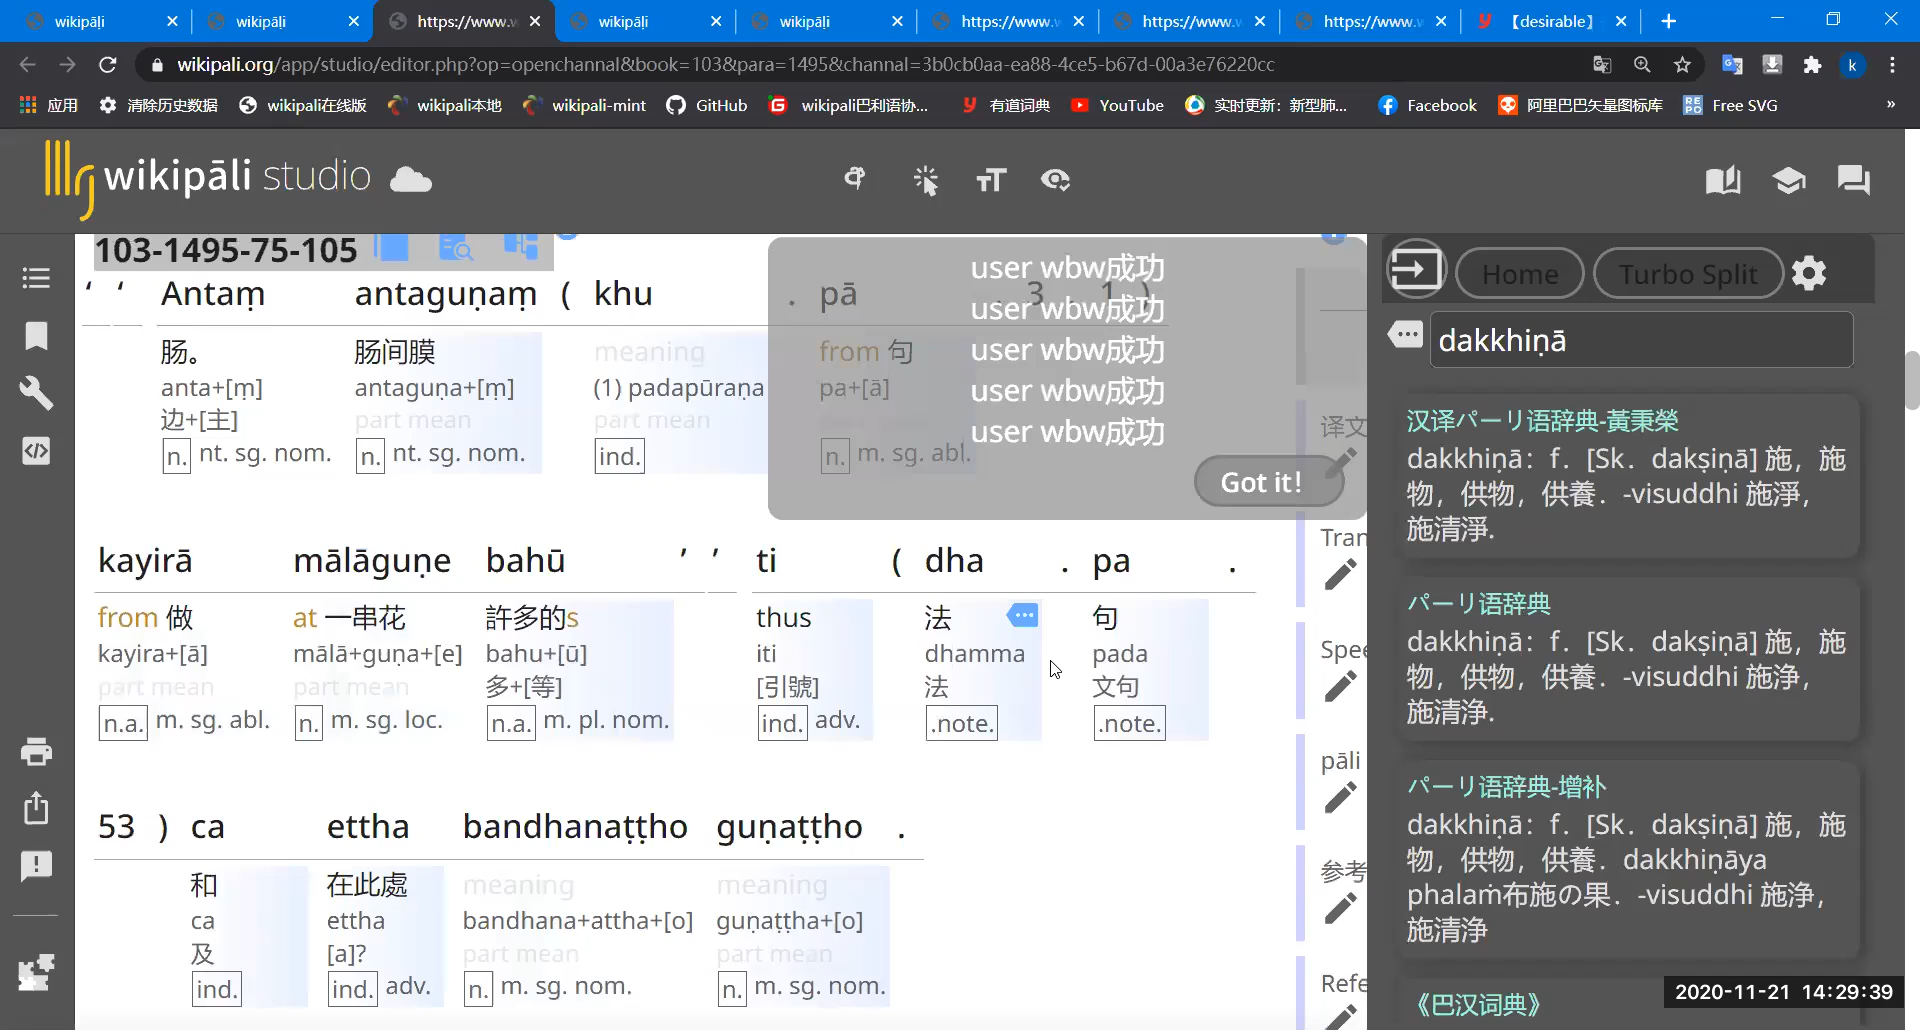 wikipāli
wikipāli
https://www.w
wikipāli
wikipāli
https://www.
https://www.
https://www.
【desirable】
wikipali.org/app/studio/editor.php?op=openchannal&book=103&para=1495&channal=3b0cb0aa-ea88-4ce5-b67d-00a3e76220cc
k
应用
清除历史数据
wikipali在线版
wikipali本地
wikipali-mint
GitHub
wikipali巴利语协...
有道词典
YouTube
实时更新：新型肺...
Facebook
阿里巴巴矢量图标库
Free SVG
»
wikipāli studio
103-1495-75-105
‘ ‘ Antaṃ antaguṇaṃ ( khu . pā . 3 . 1 )
肠。 肠间膜 meaning from 句
anta+[ṃ] antaguṇa+[ṃ] (1) padapūraṇa pa+[ā]
边+[主] part mean part mean
n. nt. sg. nom. n. nt. sg. nom. ind. n. m. sg. abl.
user wbw成功
user wbw成功
user wbw成功
user wbw成功
user wbw成功
Got it!
kayirā mālāguṇe bahū ’ ’ ti ( dha . pa .
from 做 at 一串花 許多的s thus 法 句
kayira+[ā] mālā+guṇa+[e] bahu+[ū] iti dhamma pada
part mean part mean 多+[等] [引號] 法 文句
n.a. m. sg. abl. n. m. sg. loc. n.a. m. pl. nom. ind. adv. .note. .note.
53 ) ca ettha bandhanaṭṭho guṇaṭṭho .
和 在此處 meaning meaning
ca ettha bandhana+attha+[o] guṇaṭṭha+[o]
及 [a]? part mean part mean
ind. ind. adv. n. m. sg. nom. n. m. sg. nom.
译文
Tran
Spee
pāli
参考
Refe
Home
Turbo Split
dakkhiṇā
汉译パーリ语辞典-黃秉榮
dakkhiṇā：f．[Sk．dakṣiṇā] 施，施
物，供物，供養．-visuddhi 施淨，
施清淨.
パーリ语辞典
dakkhiṇā：f．[Sk．dakṣiṇā] 施，施
物，供物，供養．-visuddhi 施浄，
施清浄.
パーリ语辞典-增补
dakkhiṇā：f．[Sk．dakṣiṇā] 施，施
物，供物，供養．dakkhiṇāya
phalaṁ布施の果．-visuddhi 施浄，
施清浄
《巴汉词典》
2020-11-21 14:29:39